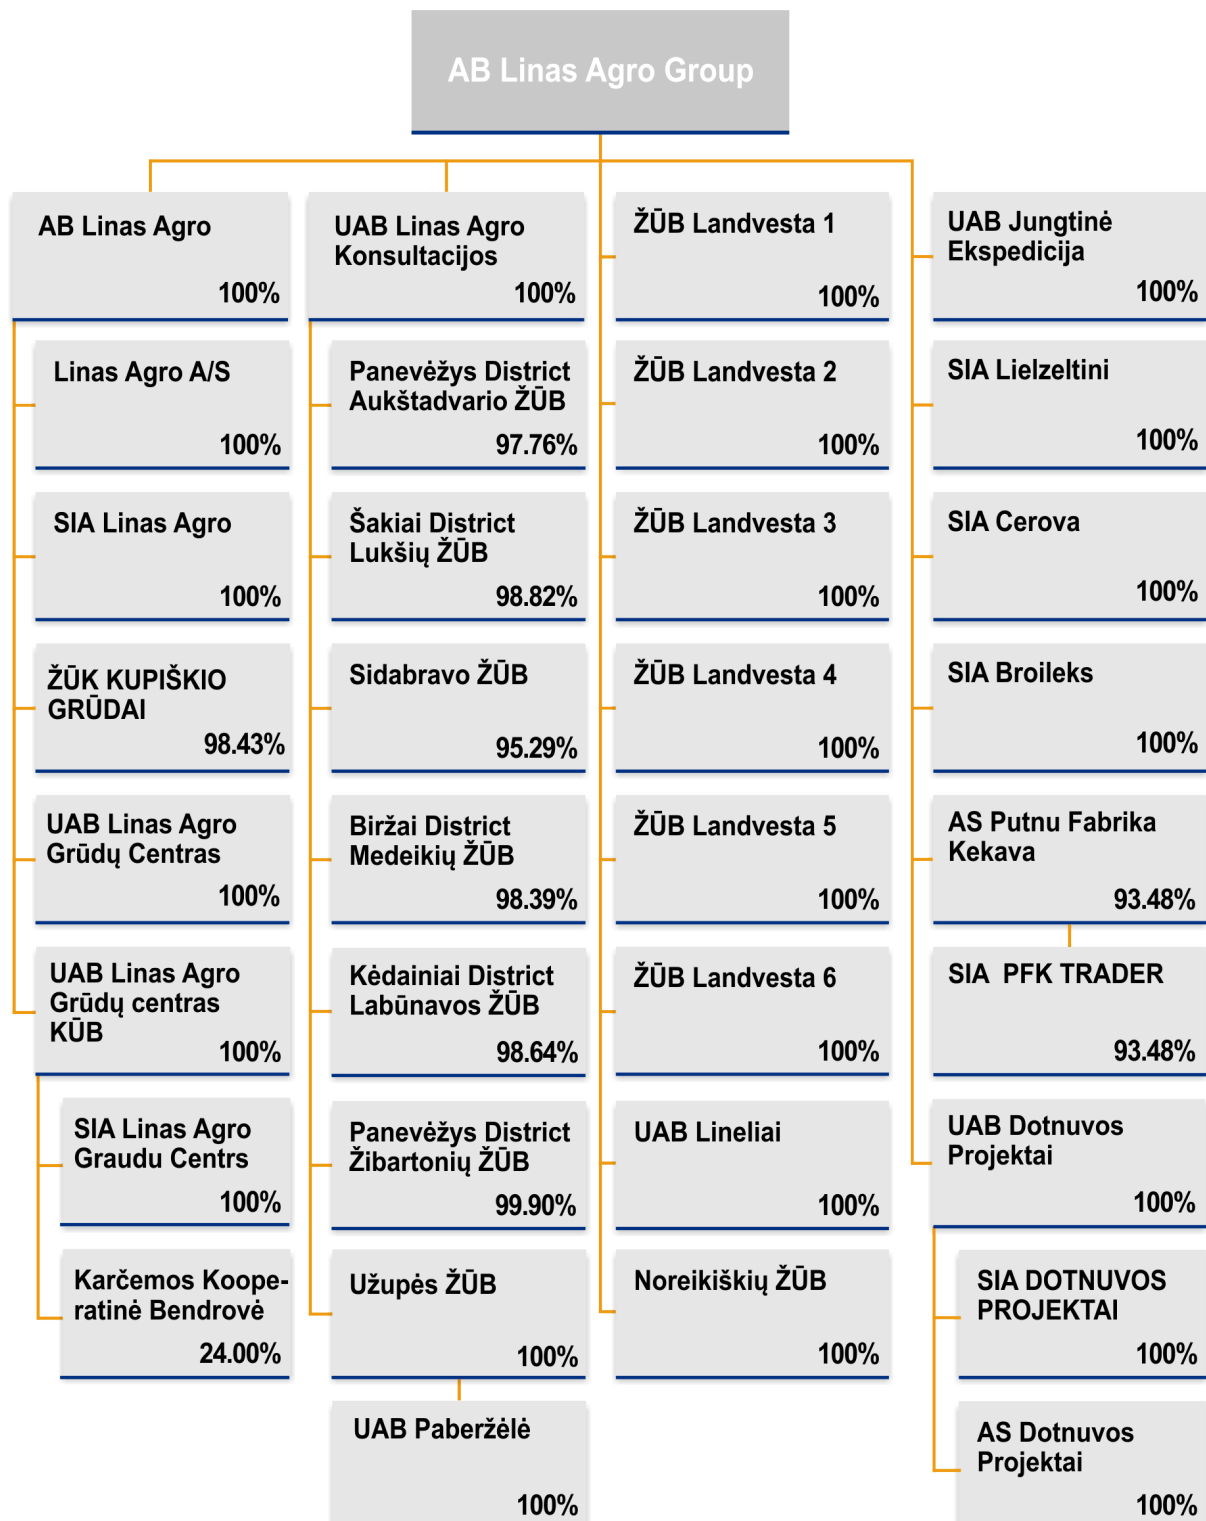 AB Linas Agro Group
AB Linas Agro
100%
Linas Agro A/S
100%
SIA Linas Agro
100%
ŽŪK KUPIŠKIO
GRŪDAI
98.43%
UAB Linas Agro
Grūdų Centras
100%
UAB Linas Agro
Grūdų centras
KŪB
100%
SIA Linas Agro
Graudu Centrs
100%
Karčemos Koope-
ratinė Bendrovė
24.00%
UAB Linas Agro
Konsultacijos
100%
Panevėžys District
Aukštadvario ŽŪB
97.76%
Šakiai District
Lukšių ŽŪB
98.82%
Sidabravo ŽŪB
95.29%
Biržai District
Medeikių ŽŪB
98.39%
Kėdainiai District
Labūnavos ŽŪB
98.64%
Panevėžys District
Žibartonių ŽŪB
99.90%
Užupės ŽŪB
100%
UAB Paberžėlė
100%
ŽŪB Landvesta 1
100%
ŽŪB Landvesta 2
100%
ŽŪB Landvesta 3
100%
ŽŪB Landvesta 4
100%
ŽŪB Landvesta 5
100%
ŽŪB Landvesta 6
100%
UAB Lineliai
100%
Noreikiškių ŽŪB
100%
UAB Jungtinė
Ekspedicija
100%
SIA Lielzeltini
100%
SIA Cerova
100%
SIA Broileks
100%
AS Putnu Fabrika
Kekava
93.48%
SIA PFK TRADER
93.48%
UAB Dotnuvos
Projektai
100%
SIA DOTNUVOS
PROJEKTAI
100%
AS Dotnuvos
Projektai
100%